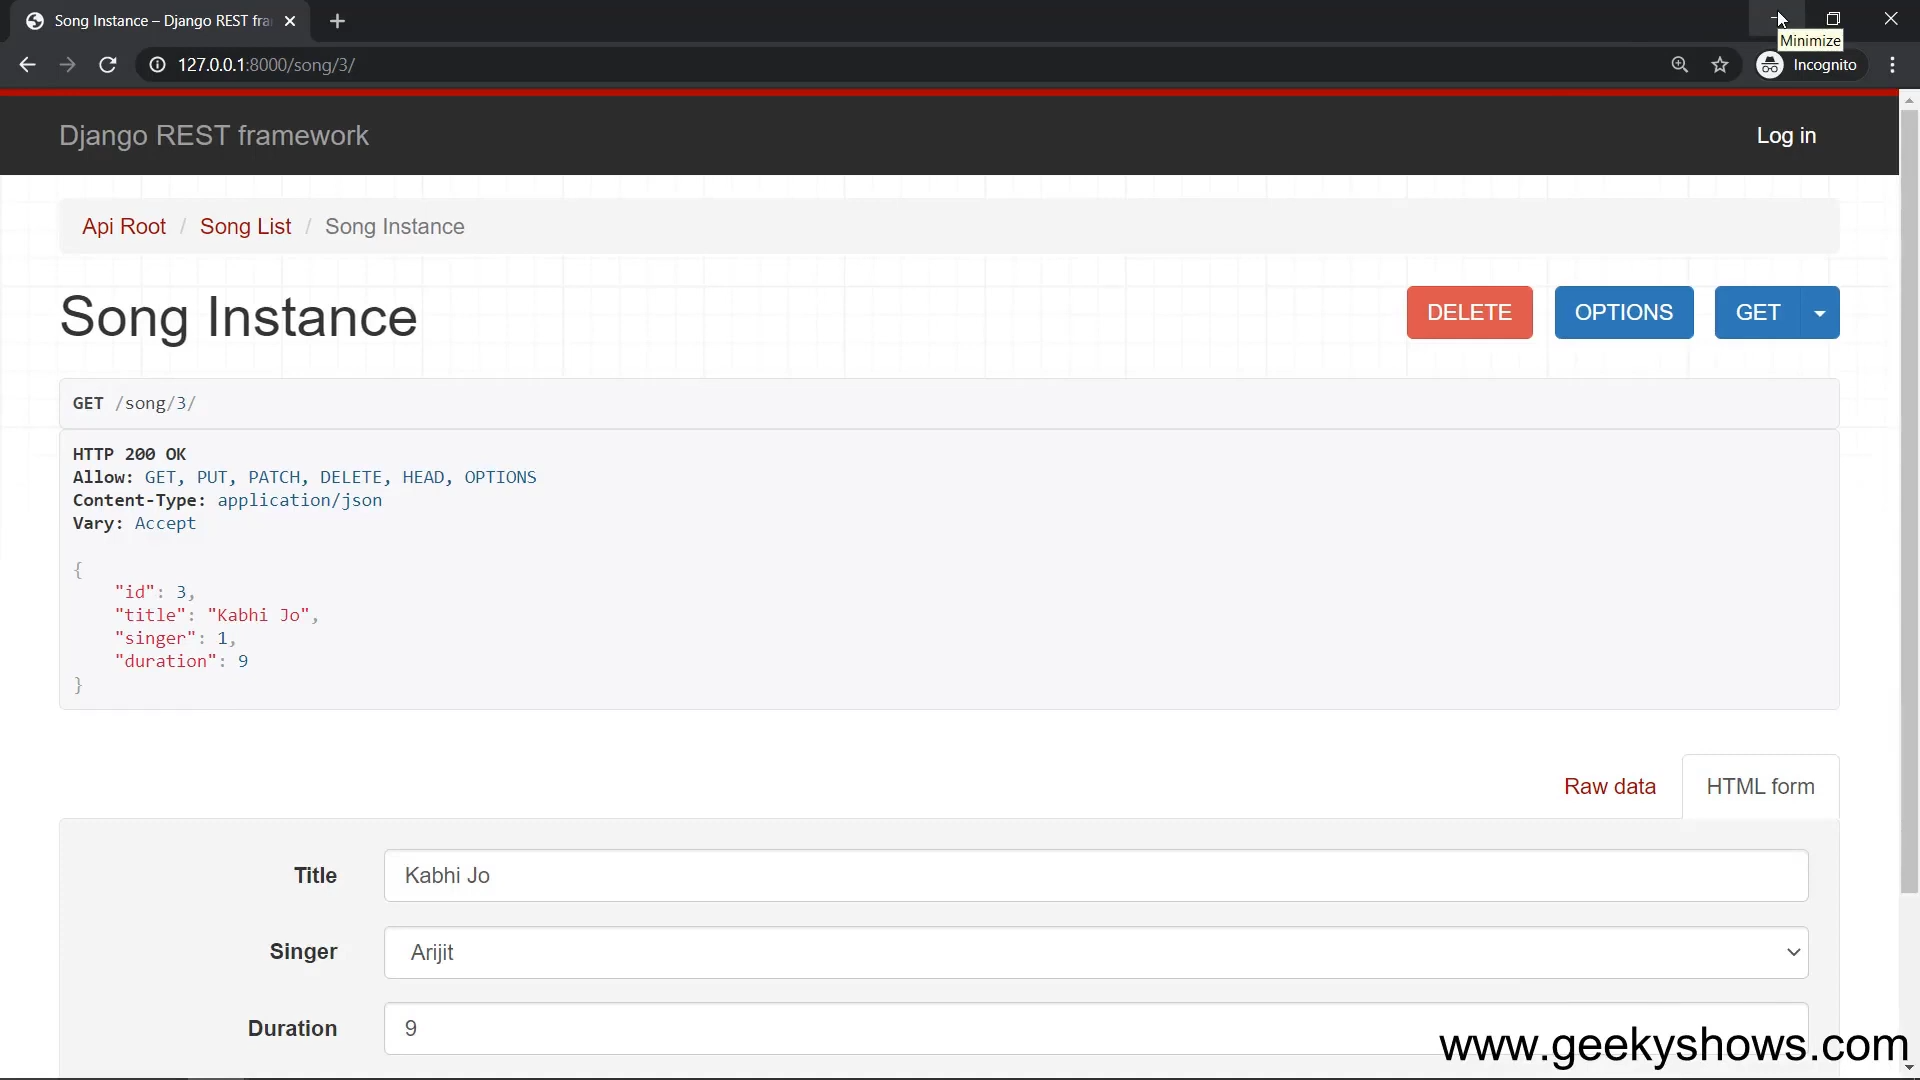 Song Instance – Django REST fra
Minimize
127.0.0.1:8000/song/3/
Incognito
Django REST framework
Log in
Api Root / Song List / Song Instance
Song Instance
DELETE
OPTIONS
GET
GET /song/3/
HTTP 200 OK
Allow: GET, PUT, PATCH, DELETE, HEAD, OPTIONS
Content-Type: application/json
Vary: Accept
{
    "id": 3,
    "title": "Kabhi Jo",
    "singer": 1,
    "duration": 9
}
Raw data
HTML form
Title
Kabhi Jo
Singer
Arijit
Duration
9
www.geekyshows.com